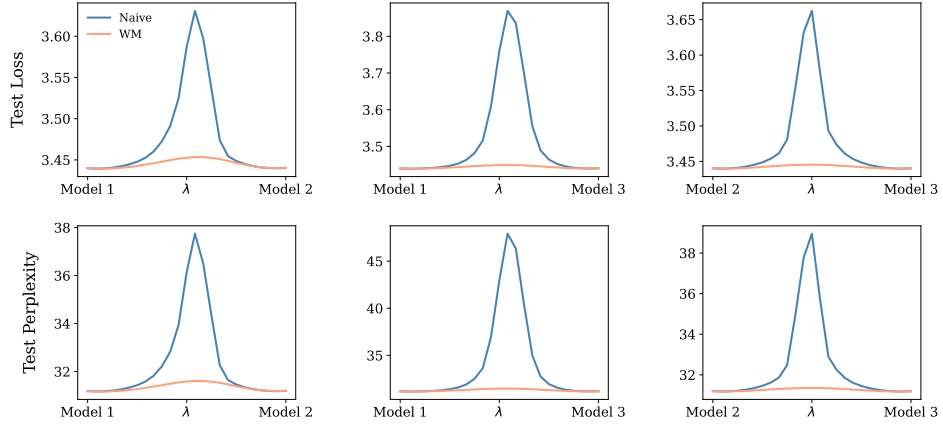 Test Loss
3.60
3.55
3.50
3.45
Naive
WM
Model 1 λ Model 2
3.8
3.7
3.6
3.5
Model 1 λ Model 3
3.65
3.60
3.55
3.50
3.45
Model 2 λ Model 3
Test Perplexity
38
36
34
32
Model 1 λ Model 2
45
40
35
Model 1 λ Model 3
38
36
34
32
Model 2 λ Model 3